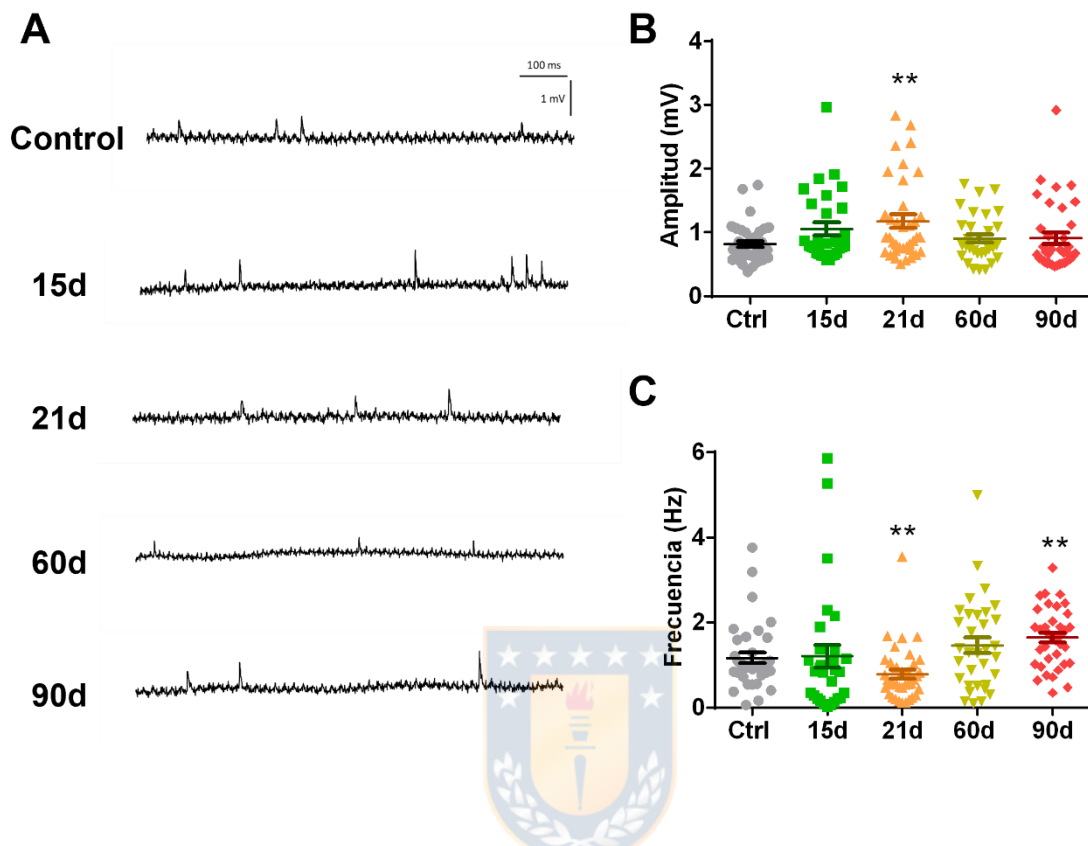 A
100 ms
1 mV
Control
15d
21d
60d
90d
B
Amplitud (mV)
4
3
2
1
0
**
Ctrl 15d 21d 60d 90d
C
Frecuencia (Hz)
6
4
2
0
** **
Ctrl 15d 21d 60d 90d